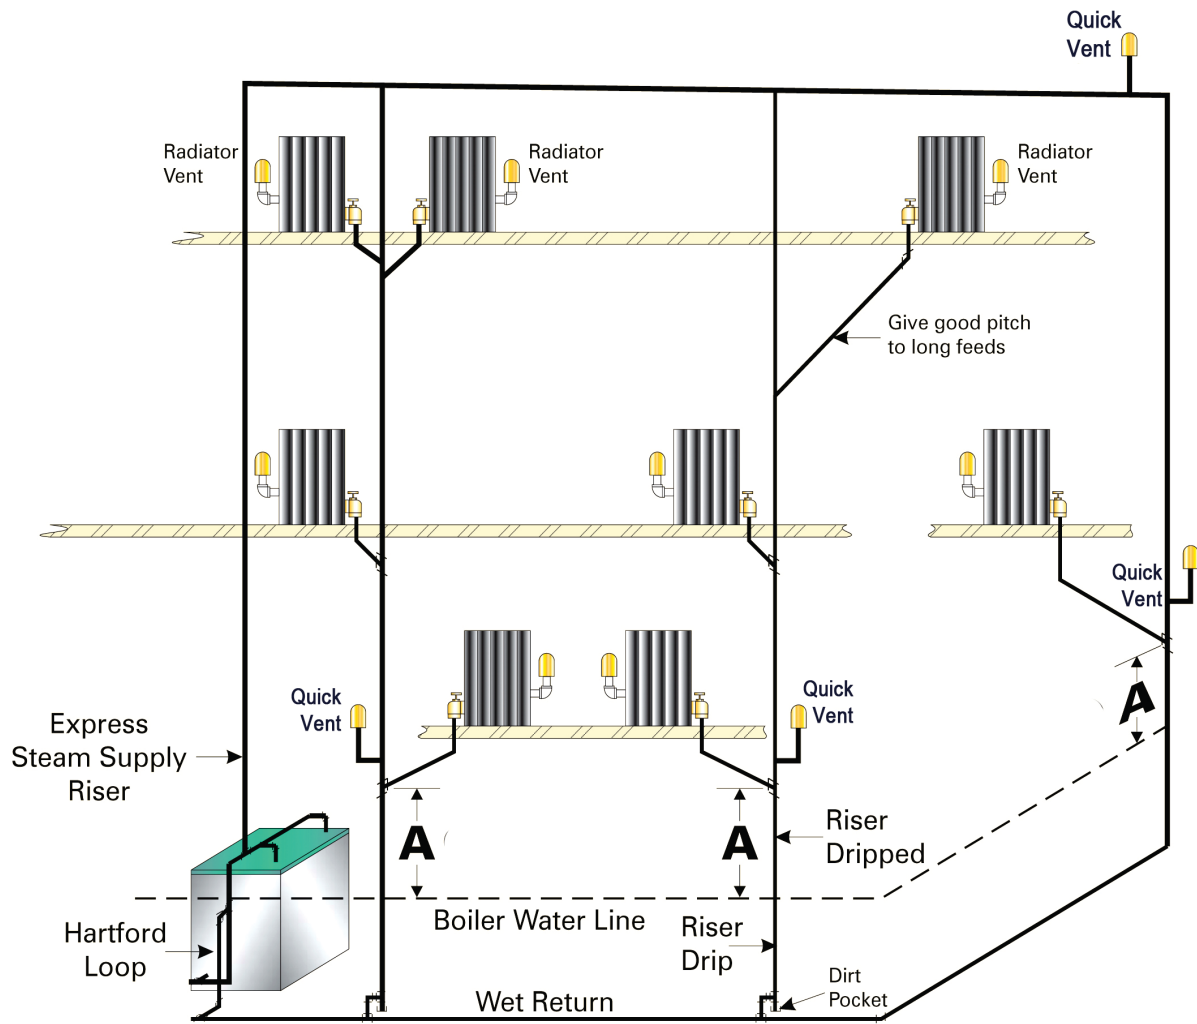 Quick
Vent
Radiator
Vent
Radiator
Vent
Radiator
Vent
Give good pitch
to long feeds
Quick
Vent
Quick
Vent
Quick
Vent
Express
Steam Supply
Riser
A
A
A
Riser
Dripped
Boiler Water Line
Hartford
Loop
Riser
Drip
Wet Return
Dirt
Pocket